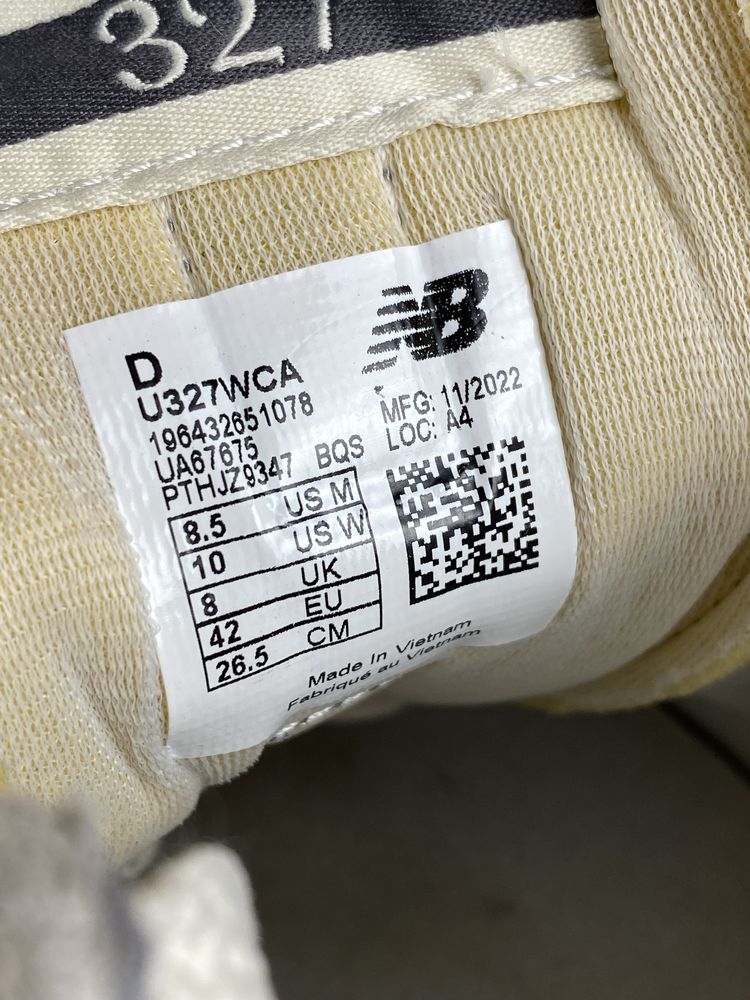 327
NB
D
U327WCA
196432651078
UA67675
PTHJZ9347 BQS
MFG: 11/2022
LOC: A4
8.5 US M
10 US W
8 UK
42 EU
26.5 CM
Made In Vietnam
Fabriqué au Vietnam